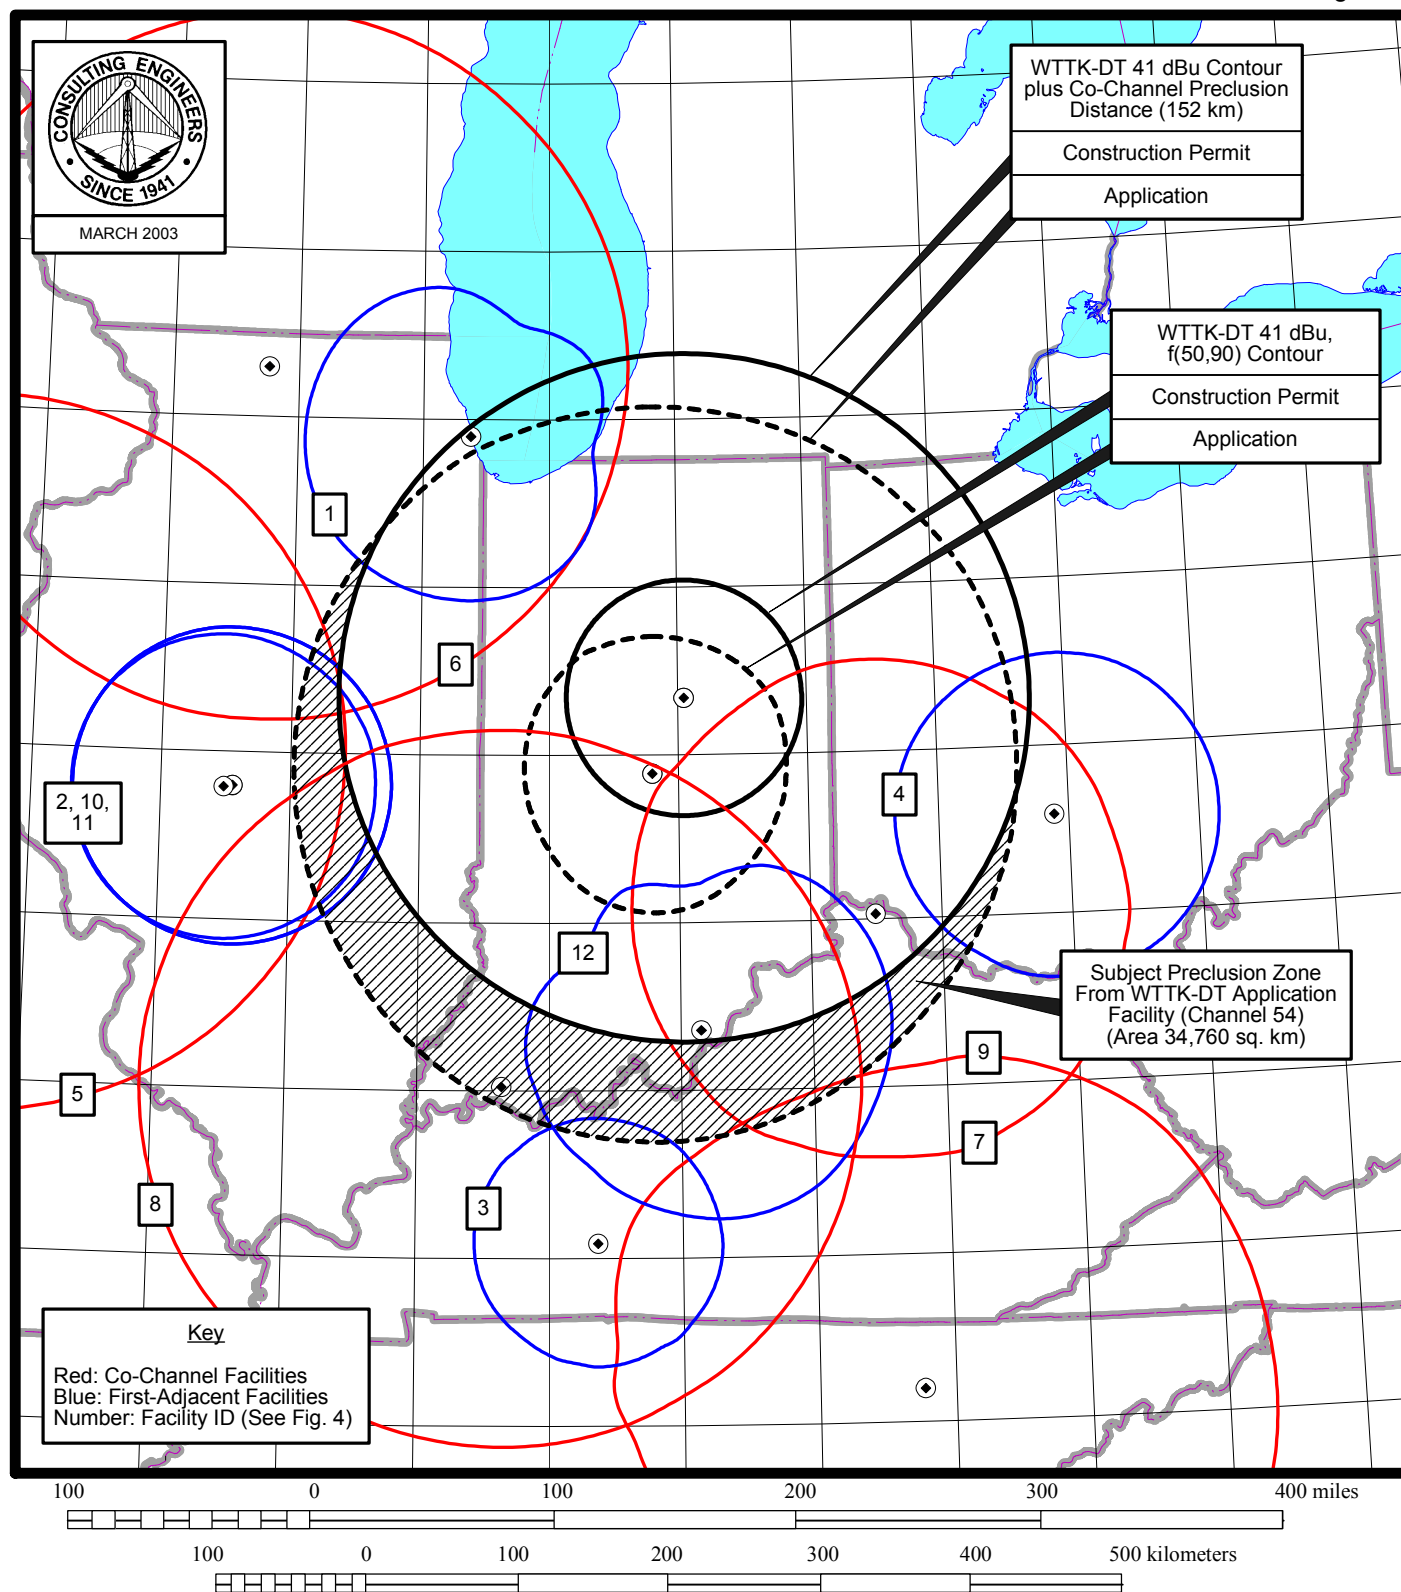 g
CONSULTING ENGINEERS
• SINCE 1941 •
MARCH 2003
WTTK-DT 41 dBu Contour
plus Co-Channel Preclusion
Distance (152 km)
Construction Permit
Application
WTTK-DT 41 dBu,
f(50,90) Contour
Construction Permit
Application
1
6
2, 10,
11
4
12
Subject Preclusion Zone
From WTTK-DT Application
Facility (Channel 54)
(Area 34,760 sq. km)
9
5
7
8
3
Key
Red: Co-Channel Facilities
Blue: First-Adjacent Facilities
Number: Facility ID (See Fig. 4)
100 0 100 200 300 400 miles
100 0 100 200 300 400 500 kilometers